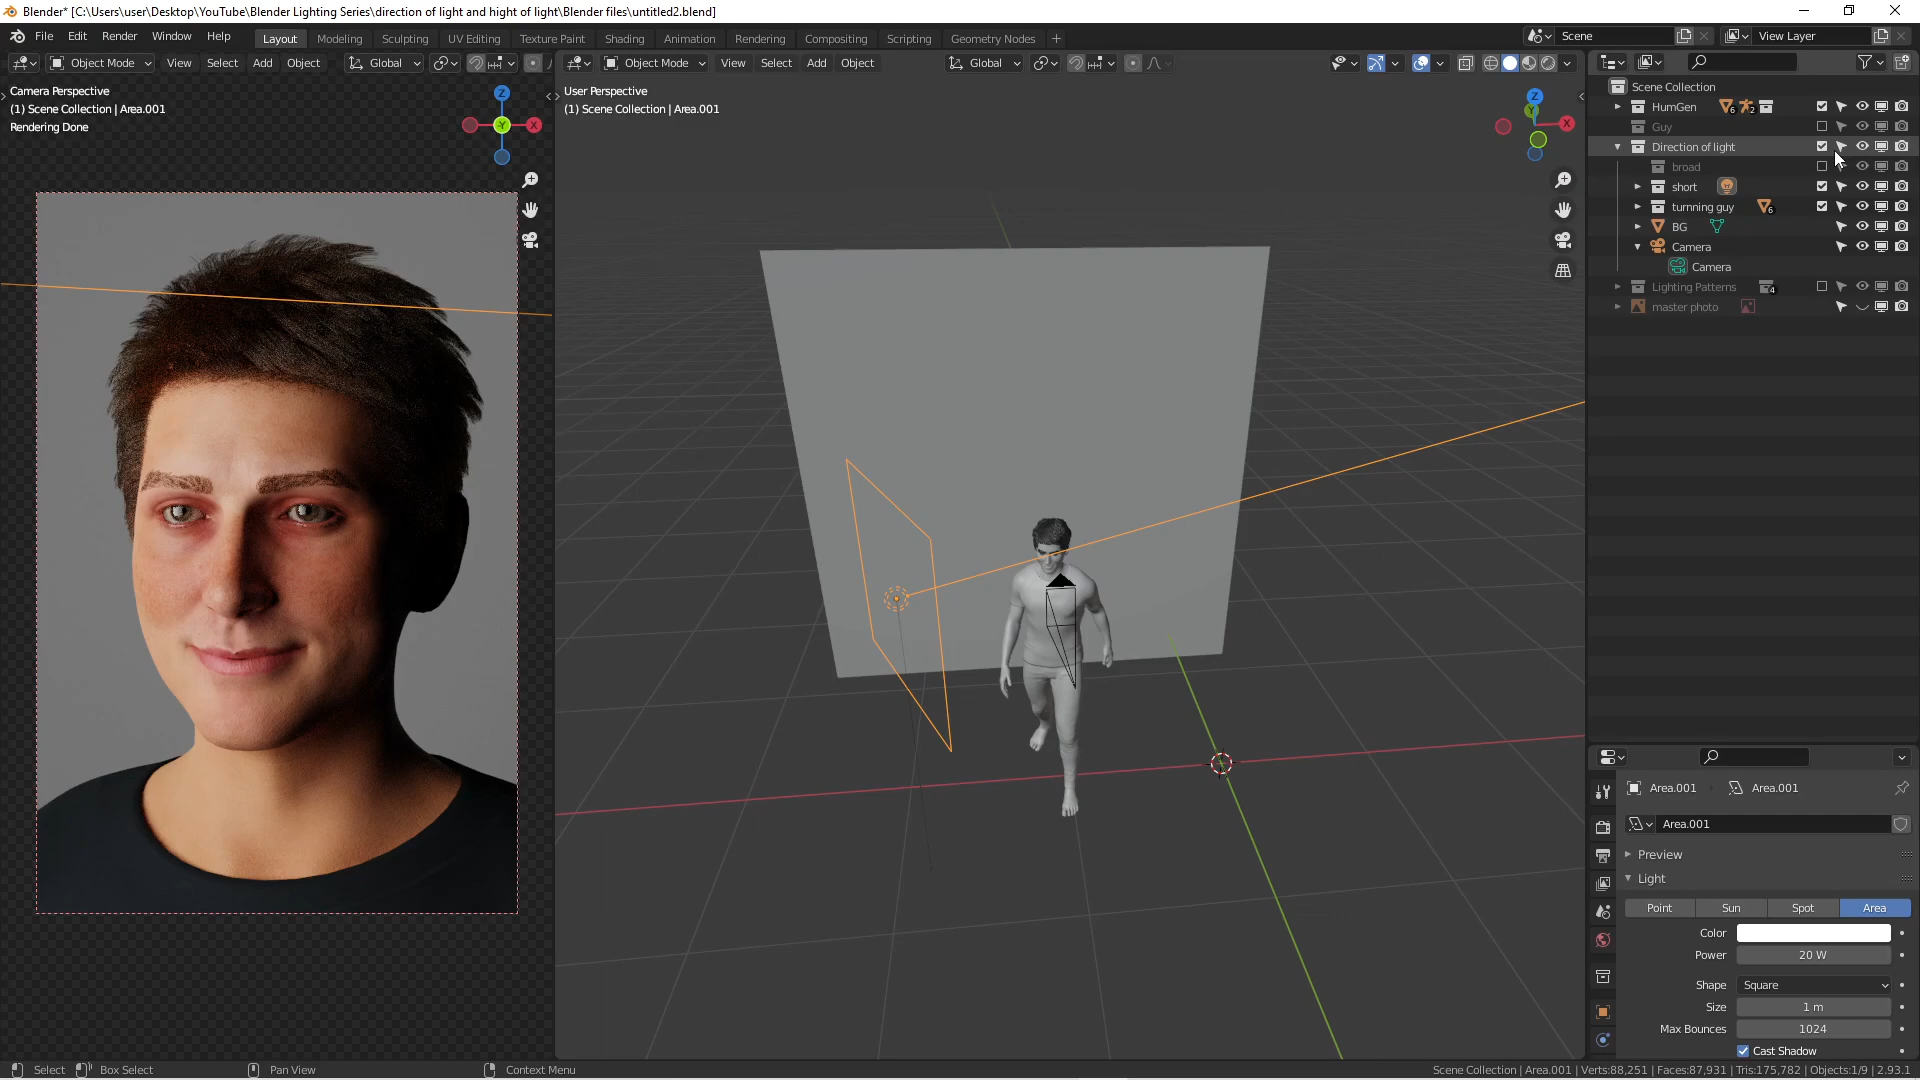 Blender* [C:\Users\user\Desktop\YouTube\Blender Lighting Series\direction of light and hight of light\Blender files\untitled2.blend]
File Edit Render Window Help Layout Modeling Sculpting UV Editing Texture Paint Shading Animation Rendering Compositing Scripting Geometry Nodes + Scene View Layer
Object Mode View Select Add Object Global Object Mode View Select Add Object Global
Camera Perspective
(1) Scene Collection | Area.001
Rendering Done
Z
Y
X
User Perspective
(1) Scene Collection | Area.001
Z
Y
X
Scene Collection
HumGen 6 2
Guy
Direction of light
broad
short
turnning guy 6
BG
Camera
Camera
Lighting Patterns 4
master photo
Area.001 Area.001
Area.001
Preview
Light
Point Sun Spot Area
Color
Power 20 W
Shape Square
Size 1 m
Max Bounces 1024
Cast Shadow
Select Box Select Pan View Context Menu Scene Collection | Area.001 | Verts:88,251 | Faces:87,931 | Tris:175,782 | Objects:1/9 | 2.93.1